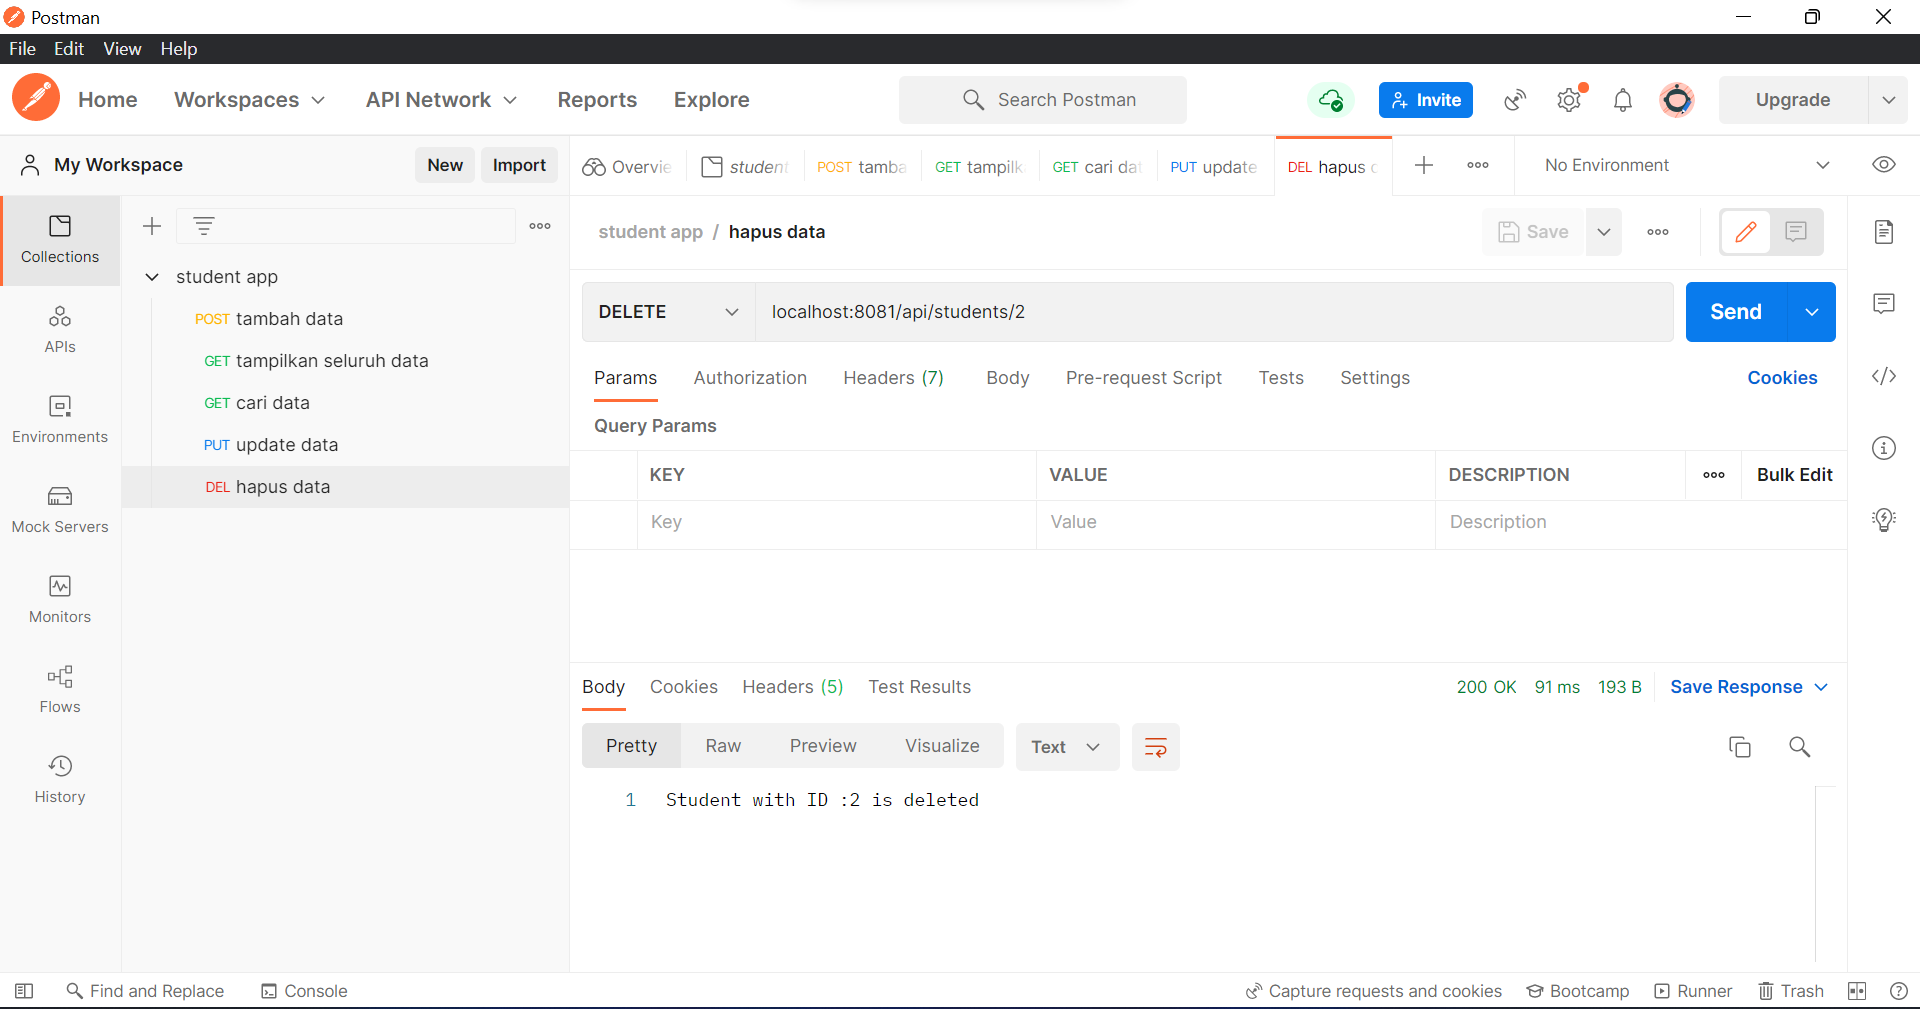 Postman
File Edit View Help
Home Workspaces API Network Reports Explore Search Postman Invite Upgrade
My Workspace New Import
Overvie student POST tamba GET tampilk GET cari dat PUT update DEL hapus No Environment
student app / hapus data Save
Collections
student app
POST tambah data
GET tampilkan seluruh data
GET cari data
PUT update data
DEL hapus data
APIs
Environments
Mock Servers
Monitors
Flows
History
DELETE localhost:8081/api/students/2 Send
Params Authorization Headers (7) Body Pre-request Script Tests Settings Cookies
Query Params
KEY VALUE DESCRIPTION Bulk Edit
Key Value Description
Body Cookies Headers (5) Test Results 200 OK 91 ms 193 B Save Response
Pretty Raw Preview Visualize Text
1 Student with ID :2 is deleted
Find and Replace Console Capture requests and cookies Bootcamp Runner Trash